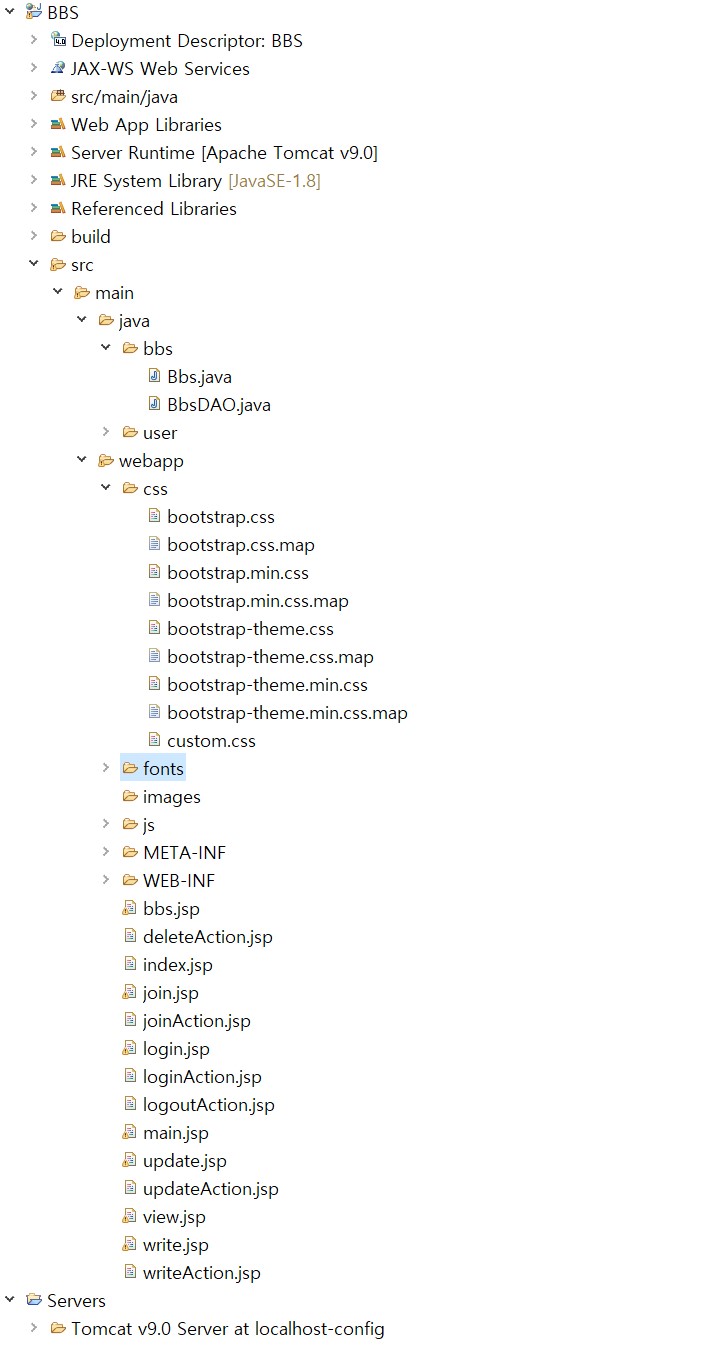 BBS
Deployment Descriptor: BBS
JAX-WS Web Services
src/main/java
Web App Libraries
Server Runtime [Apache Tomcat v9.0]
JRE System Library [JavaSE-1.8]
Referenced Libraries
build
src
main
java
bbs
Bbs.java
BbsDAO.java
user
webapp
css
bootstrap.css
bootstrap.css.map
bootstrap.min.css
bootstrap.min.css.map
bootstrap-theme.css
bootstrap-theme.css.map
bootstrap-theme.min.css
bootstrap-theme.min.css.map
custom.css
fonts
images
js
META-INF
WEB-INF
bbs.jsp
deleteAction.jsp
index.jsp
join.jsp
joinAction.jsp
login.jsp
loginAction.jsp
logoutAction.jsp
main.jsp
update.jsp
updateAction.jsp
view.jsp
write.jsp
writeAction.jsp
Servers
Tomcat v9.0 Server at localhost-config